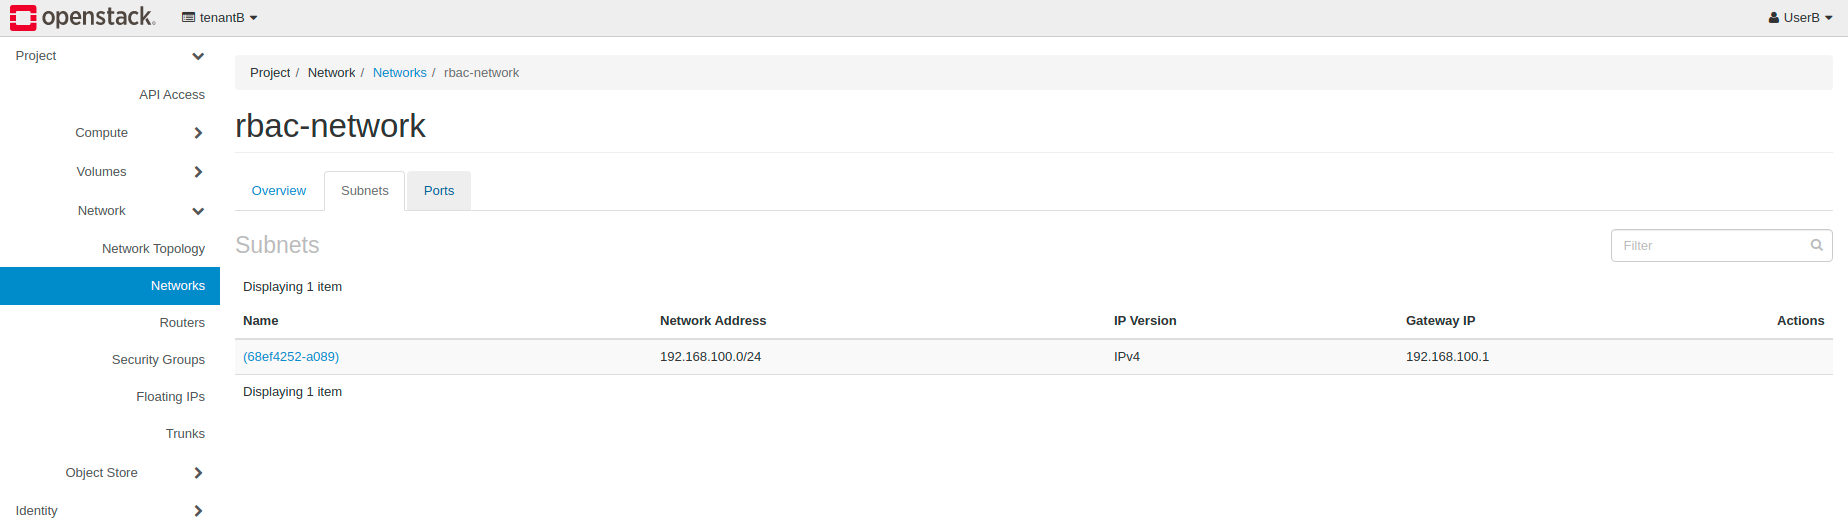 openstack. tenantB UserB
Project
API Access
Compute
Volumes
Network
Network Topology
Networks
Routers
Security Groups
Floating IPs
Trunks
Object Store
Identity
Project / Network / Networks / rbac-network
rbac-network
Overview Subnets Ports
Subnets
Filter
Displaying 1 item
Name Network Address IP Version Gateway IP Actions
(68ef4252-a089) 192.168.100.0/24 IPv4 192.168.100.1
Displaying 1 item